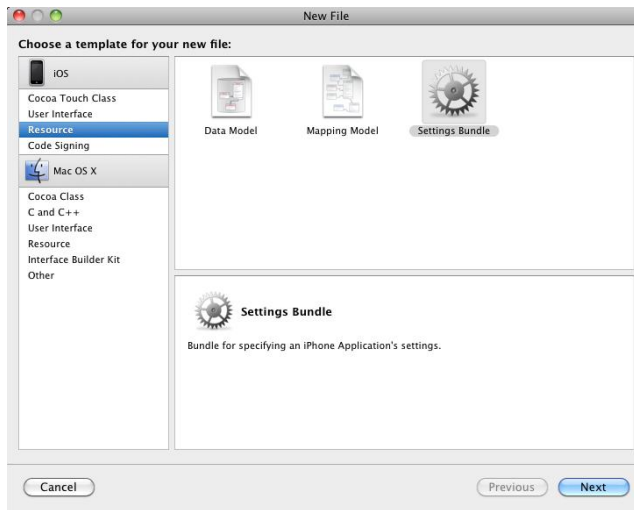 New File
Choose a template for your new file:
iOS
Cocoa Touch Class
User Interface
Resource
Code Signing
Mac OS X
Cocoa Class
C and C++
User Interface
Resource
Interface Builder Kit
Other
Data Model
Mapping Model
Settings Bundle
Settings Bundle
Bundle for specifying an iPhone Application's settings.
Cancel
Previous
Next